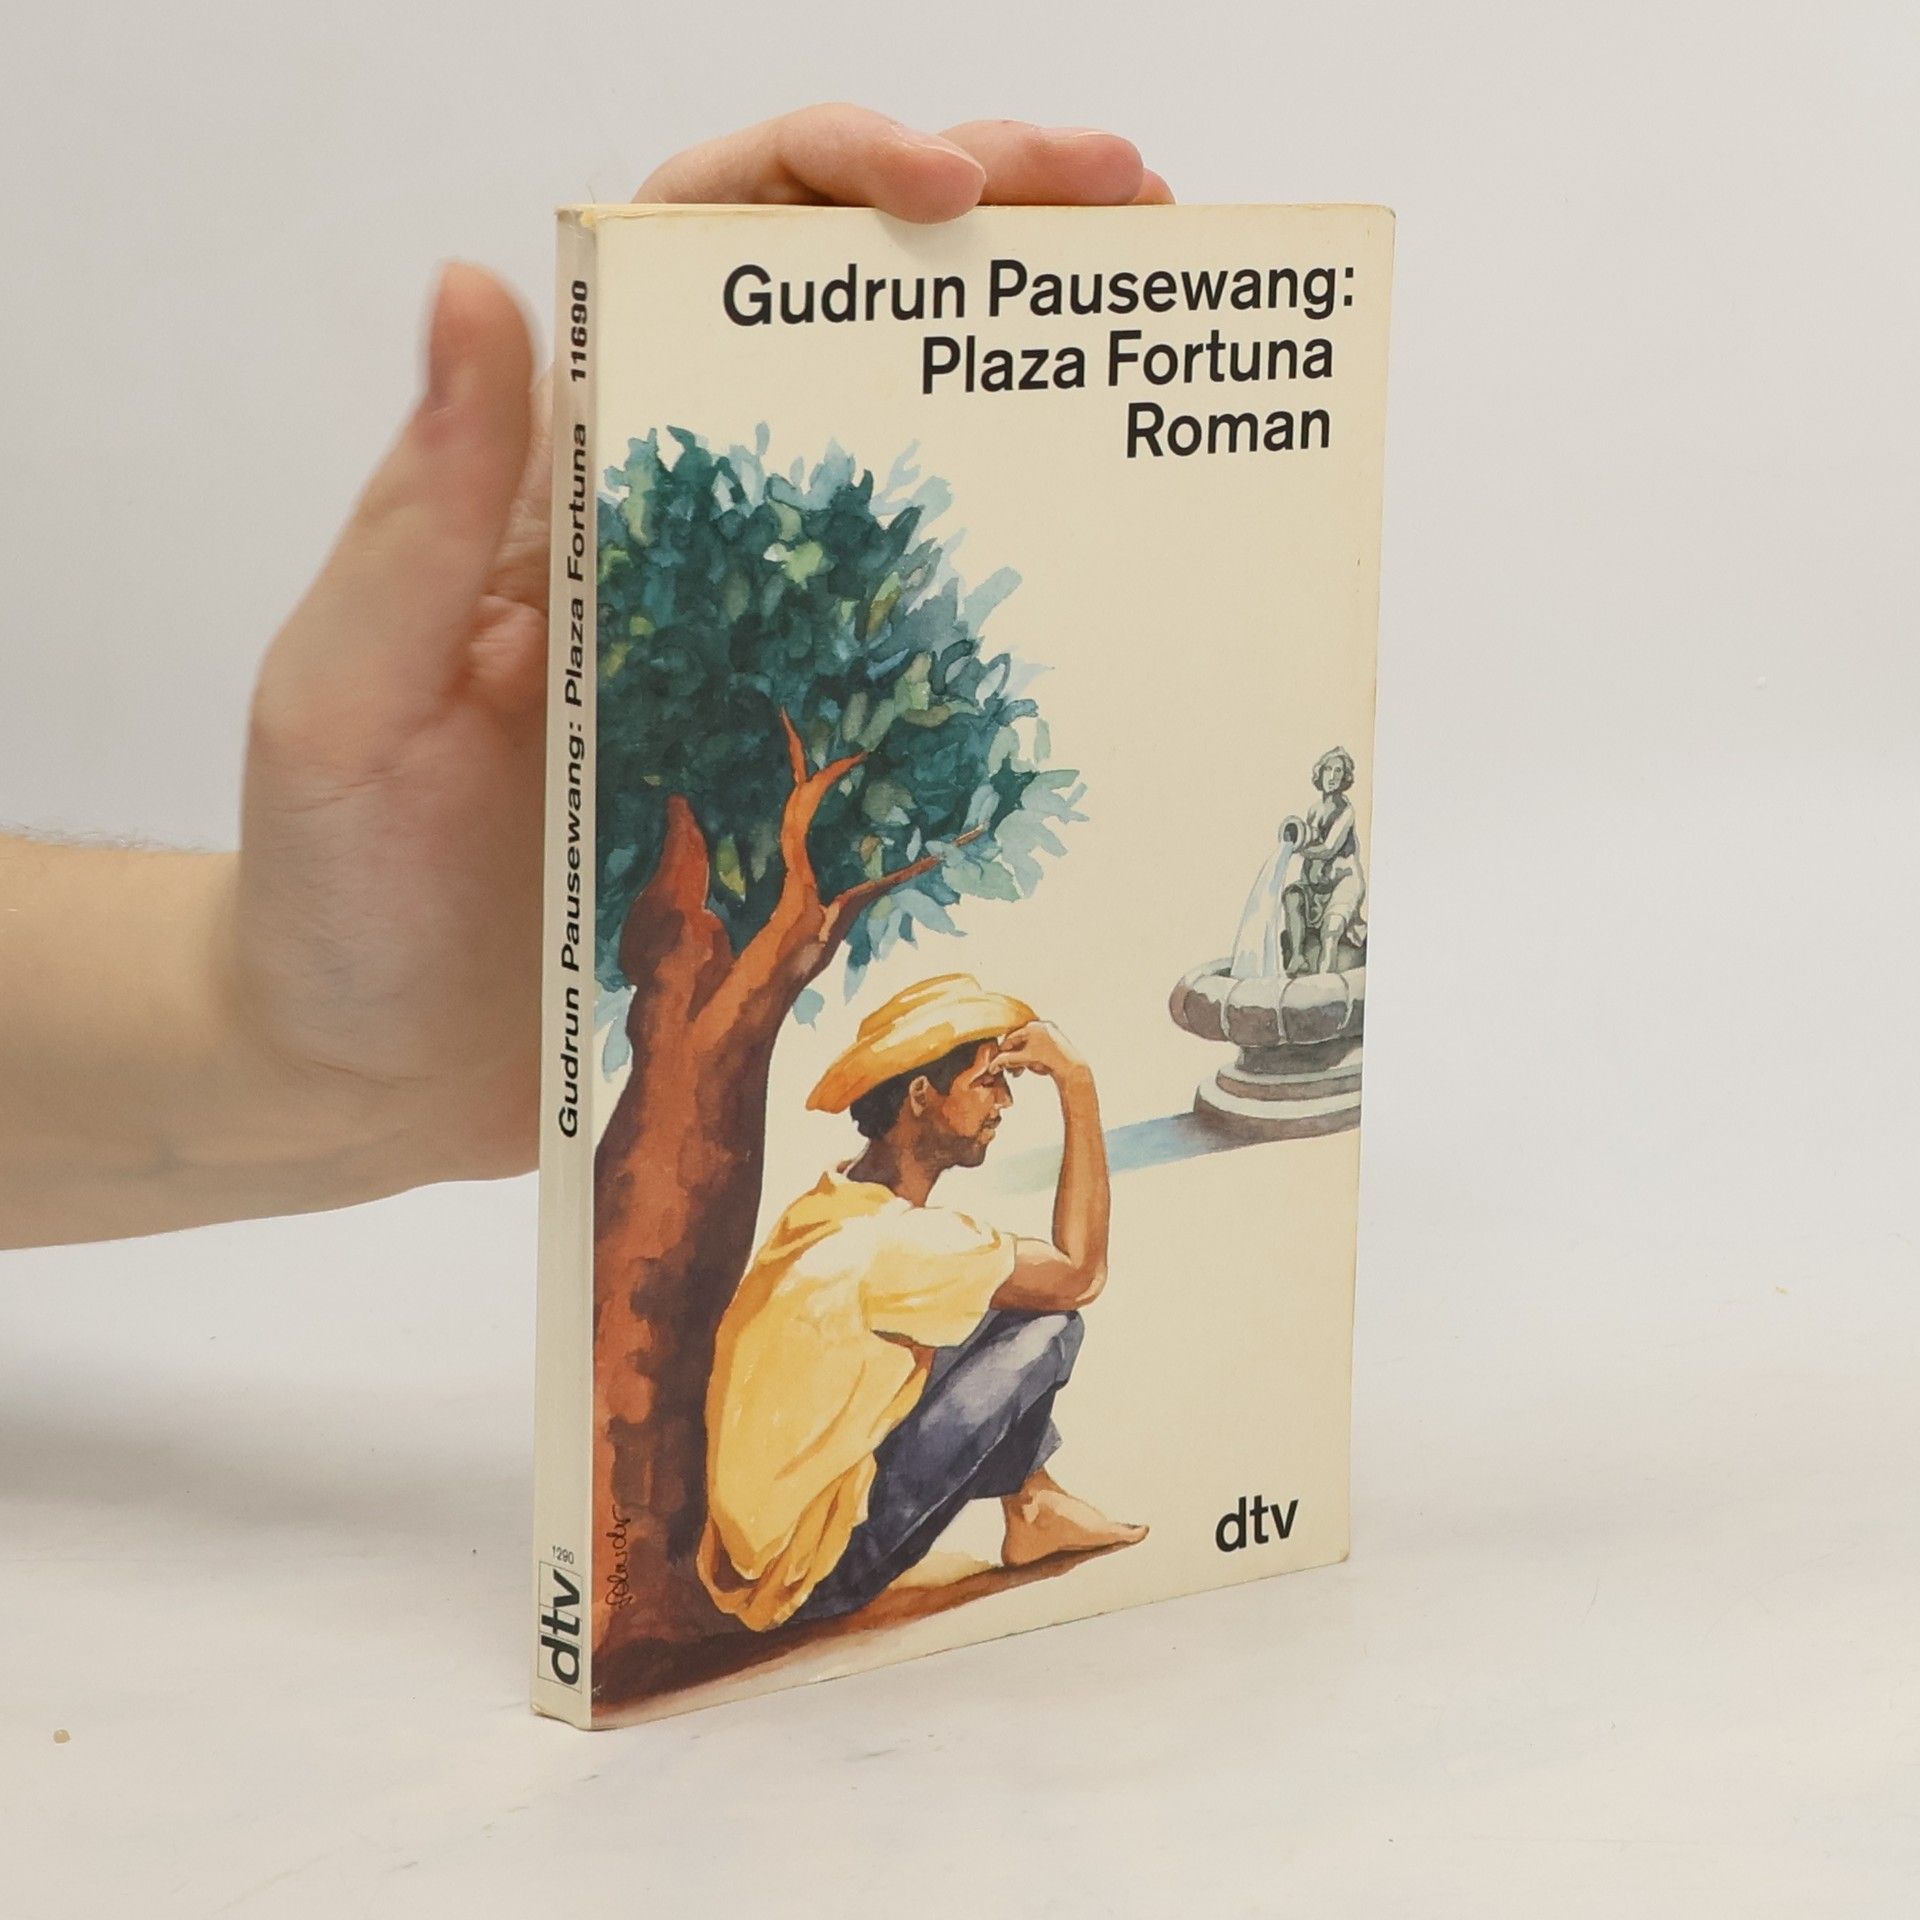 Gudrun Pausewang:
Plaza Fortuna
Roman
dtv
Gudrun Pausewang: Plaza Fortuna 11690
1290
dtv